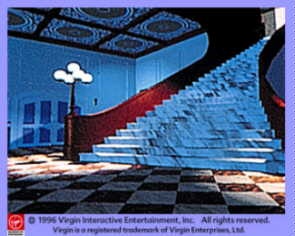 © 1996 Virgin Interactive Entertainment, Inc. All rights reserved.
Virgin is a registered trademark of Virgin Enterprises, Ltd.